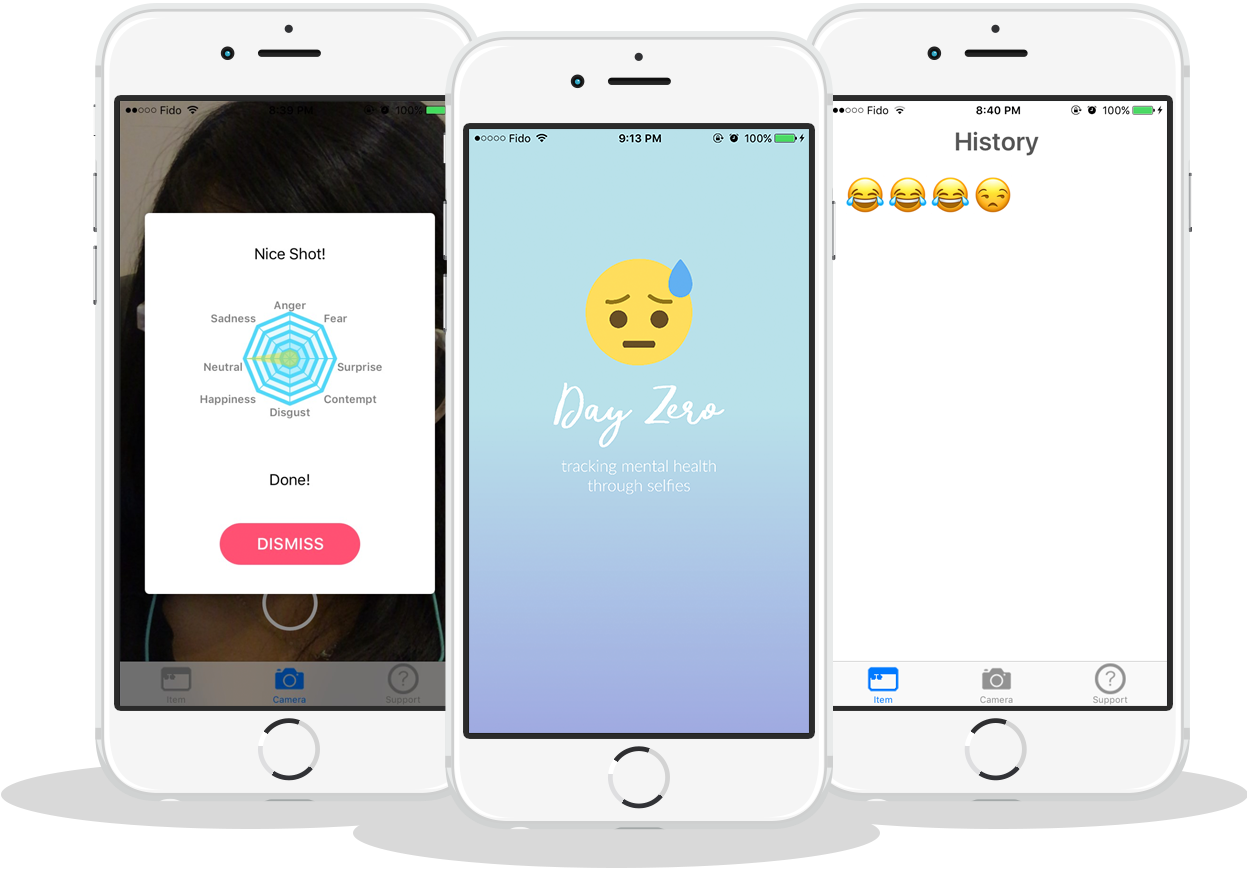 Fido 8:39 PM 100%
Nice Shot!
Anger
Sadness Fear
Neutral Surprise
Happiness Contempt
Disgust
Done!
DISMISS
Item Camera Support
Fido 9:13 PM 100%
Day Zero
tracking mental health
through selfies
Fido 8:40 PM 100%
History
Item Camera Support